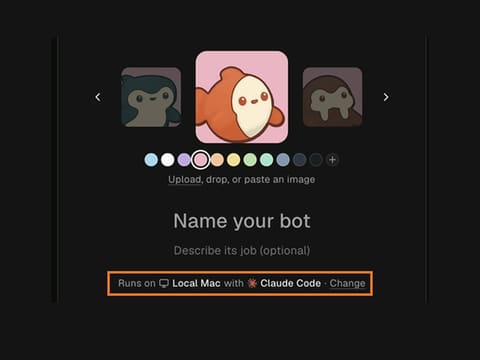 Upload, drop, or paste an image
Name your bot
Describe its job (optional)
Runs on Local Mac with Claude Code · Change